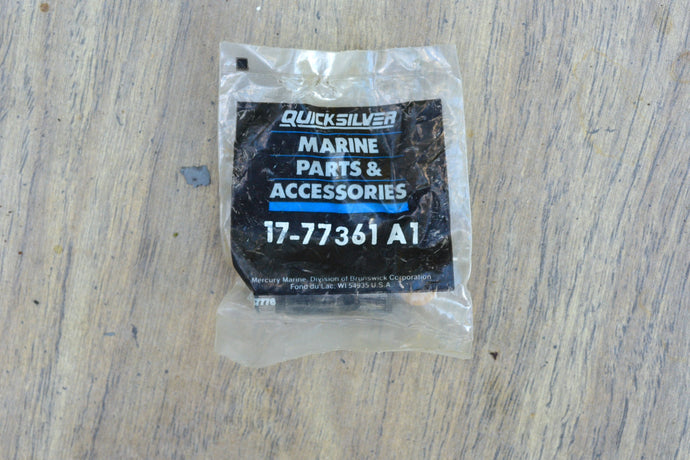 QUICKSILVER
MARINE
PARTS &
ACCESSORIES
17-77361 A1
Mercury Marine, Division of Brunswick Corporation
Fond du Lac, WI 54935 U.S.A.